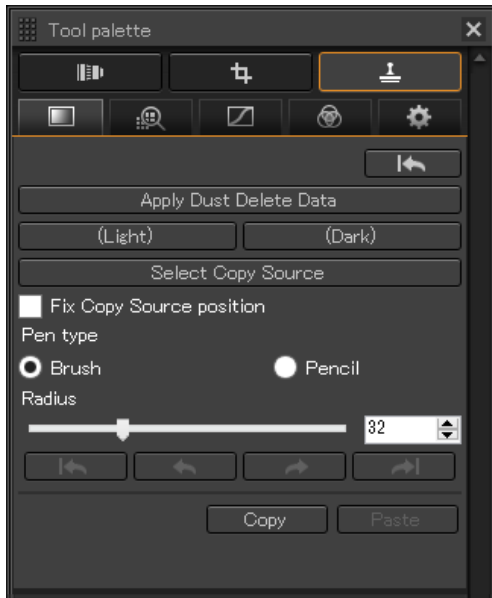 Tool palette
Apply Dust Delete Data
(Light) (Dark)
Select Copy Source
Fix Copy Source position
Pen type
Brush Pencil
Radius
32
Copy Paste